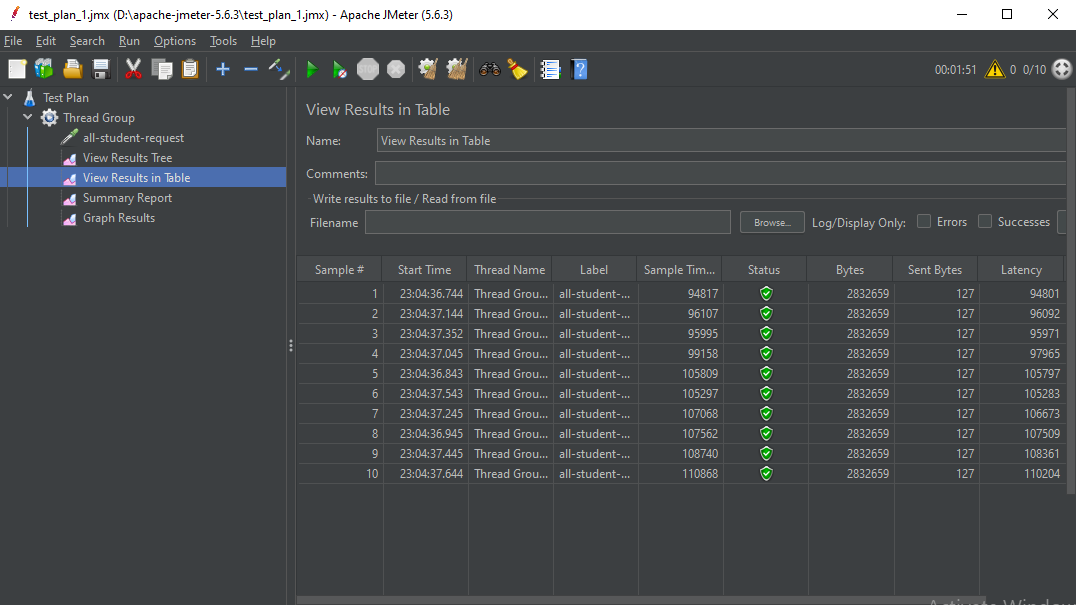 test_plan_1.jmx (D:\apache-jmeter-5.6.3\test_plan_1.jmx) - Apache JMeter (5.6.3)
File Edit Search Run Options Tools Help
STOP 00:01:51 0 0/10
Test Plan
Thread Group
all-student-request
View Results Tree
View Results in Table
Summary Report
Graph Results
View Results in Table
Name: View Results in Table
Comments:
Write results to file / Read from file
Filename Browse... Log/Display Only: Errors Successes
Sample # Start Time Thread Name Label Sample Tim... Status Bytes Sent Bytes Latency
1 23:04:36.744 Thread Grou... all-student-... 94817 2832659 127 94801
2 23:04:37.144 Thread Grou... all-student-... 96107 2832659 127 96092
3 23:04:37.352 Thread Grou... all-student-... 95995 2832659 127 95971
4 23:04:37.045 Thread Grou... all-student-... 99158 2832659 127 97965
5 23:04:36.843 Thread Grou... all-student-... 105809 2832659 127 105797
6 23:04:37.543 Thread Grou... all-student-... 105297 2832659 127 105283
7 23:04:37.245 Thread Grou... all-student-... 107068 2832659 127 106673
8 23:04:36.945 Thread Grou... all-student-... 107562 2832659 127 107509
9 23:04:37.445 Thread Grou... all-student-... 108740 2832659 127 108361
10 23:04:37.644 Thread Grou... all-student-... 110868 2832659 127 110204